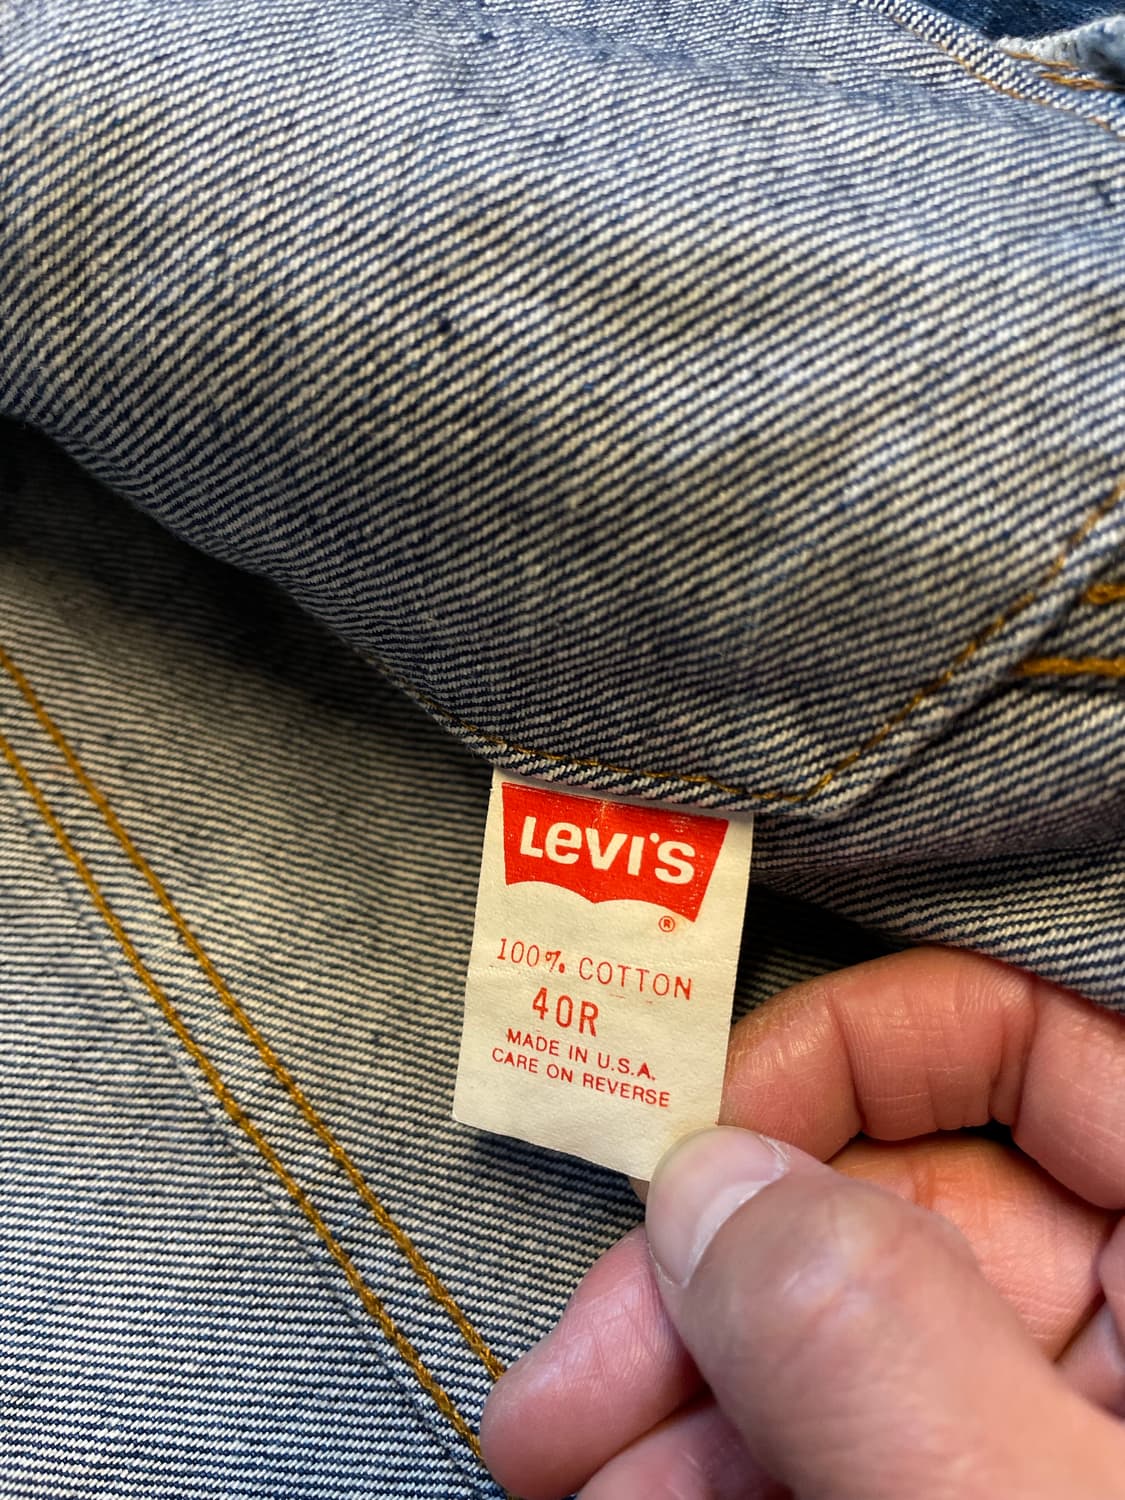 LEVI'S
®
100% COTTON
40R
MADE IN U.S.A.
CARE ON REVERSE